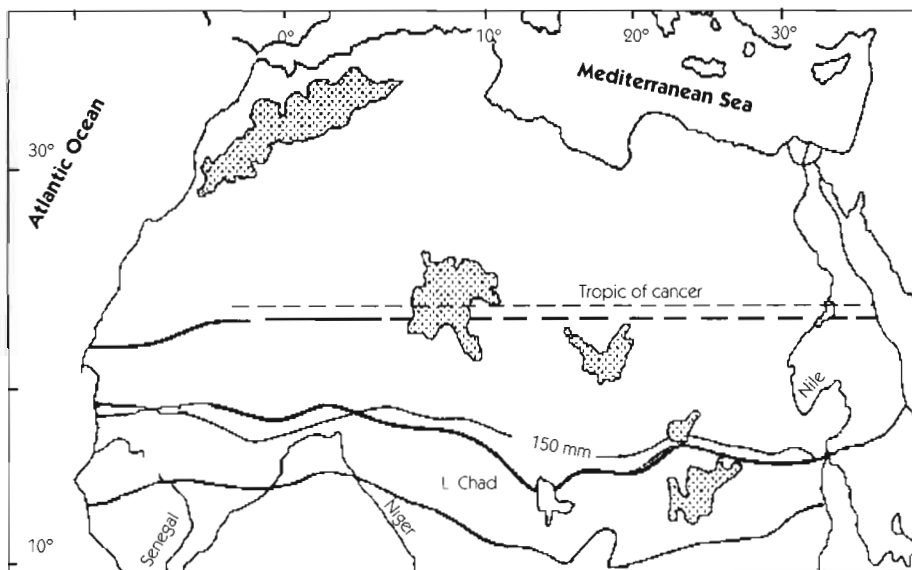 0°
10°
20°
30°
Mediterranean Sea
Atlantic Ocean
30°
Tropic of cancer
Nile
150 mm
L. Chad
Niger
Senegal
10°